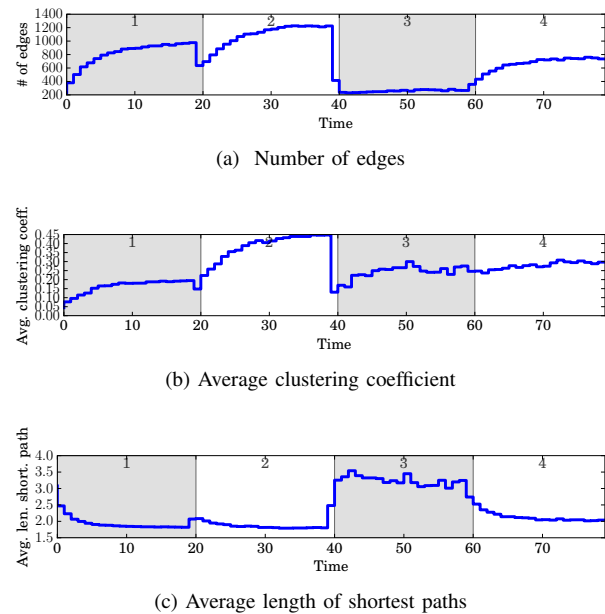 # of edges
1400
1200
1000
800
600
400
200
1
2
3
4
0 10 20 30 40 50 60 70
Time
(a) Number of edges
Avg. clustering coeff.
0.45
0.40
0.35
0.30
0.25
0.20
0.15
0.10
0.05
0.00
1
2
3
4
0 10 20 30 40 50 60 70
Time
(b) Average clustering coefficient
Avg. len. short. path
4.0
3.5
3.0
2.5
2.0
1.5
1
2
3
4
0 10 20 30 40 50 60 70
Time
(c) Average length of shortest paths